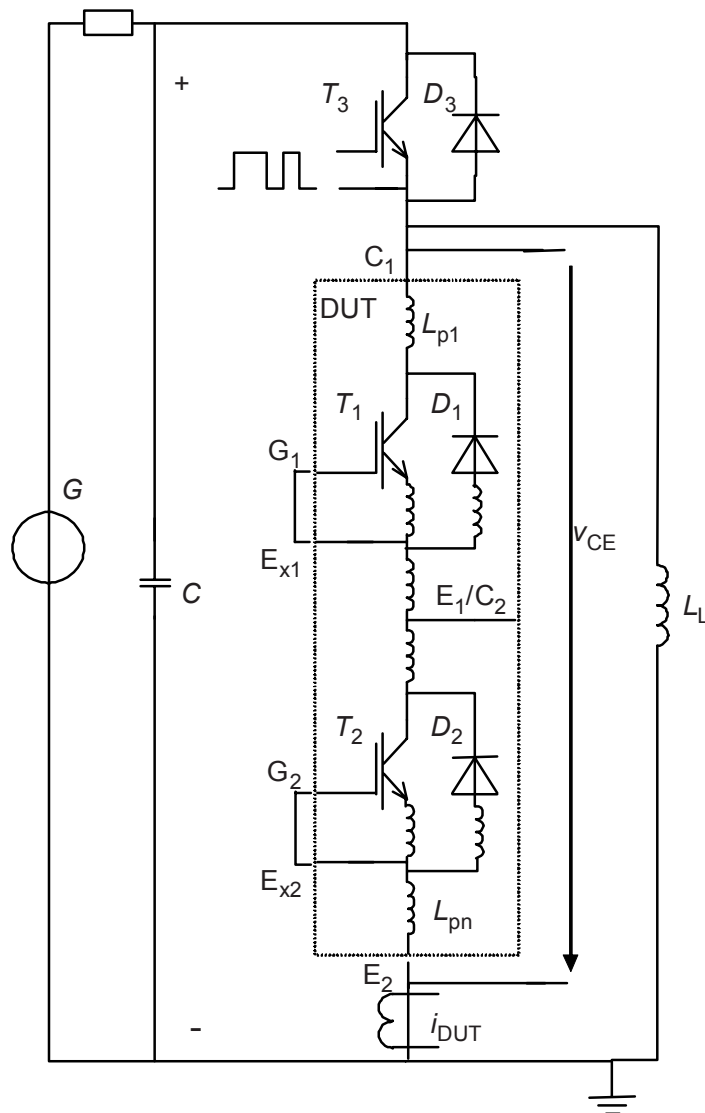 +
T3
D3
C1
DUT
Lp1
T1
D1
G1
G
vCE
Ex1
E1/C2
C
LL
T2
D2
G2
Ex2
Lpn
E2
-
iDUT